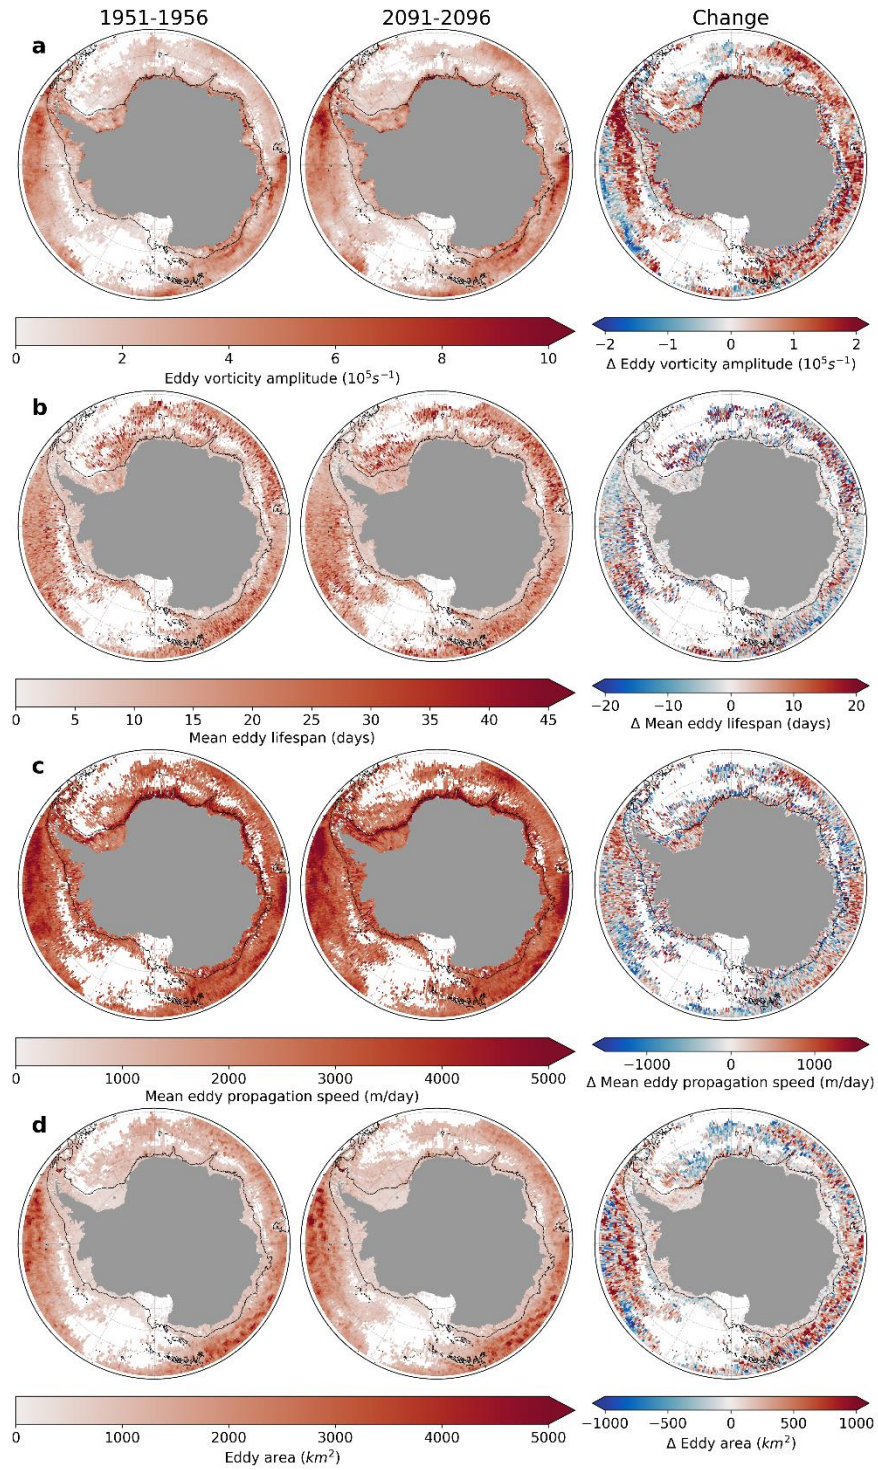 1951-1956 2091-2096 Change
a
0 2 4 6 8 10
Eddy vorticity amplitude (10⁵s⁻¹)
−2 −1 0 1 2
Δ Eddy vorticity amplitude (10⁵s⁻¹)
b
0 5 10 15 20 25 30 35 40 45
Mean eddy lifespan (days)
−20 −10 0 10 20
Δ Mean eddy lifespan (days)
c
0 1000 2000 3000 4000 5000
Mean eddy propagation speed (m/day)
−1000 0 1000
Δ Mean eddy propagation speed (m/day)
d
0 1000 2000 3000 4000 5000
Eddy area (km²)
−1000 −500 0 500 1000
Δ Eddy area (km²)